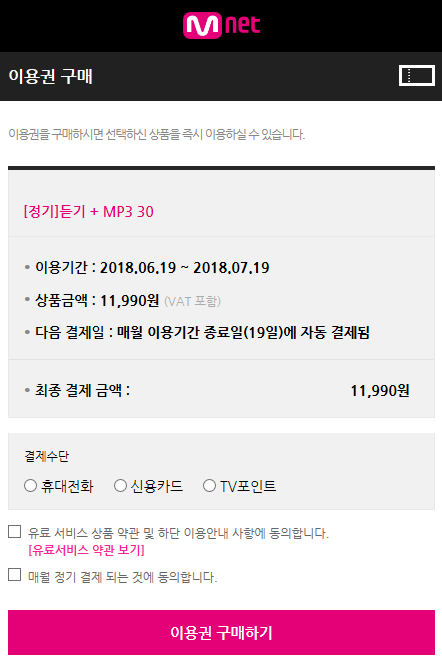 Mnet
이용권 구매
이용권을 구매하시면 선택하신 상품을 즉시 이용하실 수 있습니다.
[정기]듣기 + MP3 30
• 이용기간 : 2018.06.19 ~ 2018.07.19
• 상품금액 : 11,990원 (VAT 포함)
• 다음 결제일 : 매월 이용기간 종료일(19일)에 자동 결제됨
• 최종 결제 금액 : 11,990원
결제수단
휴대전화 신용카드 TV포인트
유료 서비스 상품 약관 및 하단 이용안내 사항에 동의합니다.
[유료서비스 약관 보기]
매월 정기 결제 되는 것에 동의합니다.
이용권 구매하기